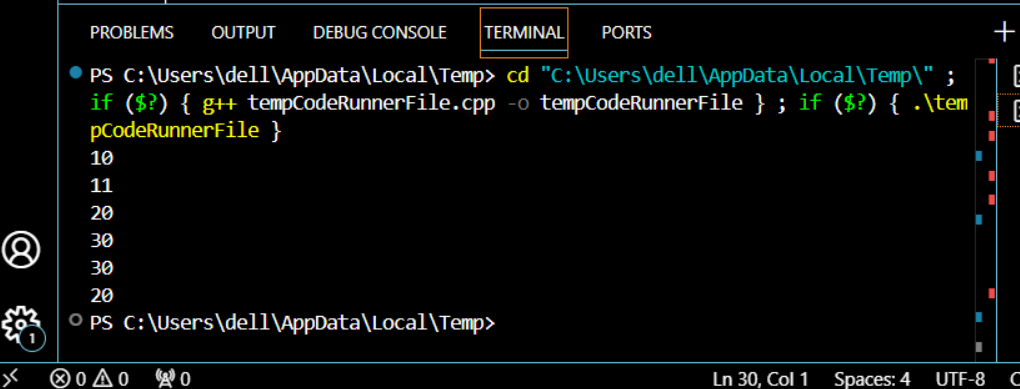 PROBLEMS OUTPUT DEBUG CONSOLE TERMINAL PORTS
PS C:\Users\dell\AppData\Local\Temp> cd "C:\Users\dell\AppData\Local\Temp\" ;
if ($?) { g++ tempCodeRunnerFile.cpp -o tempCodeRunnerFile } ; if ($?) { .\tem
pCodeRunnerFile }
10
11
20
30
30
20
PS C:\Users\dell\AppData\Local\Temp>
1
0 0 0 Ln 30, Col 1 Spaces: 4 UTF-8